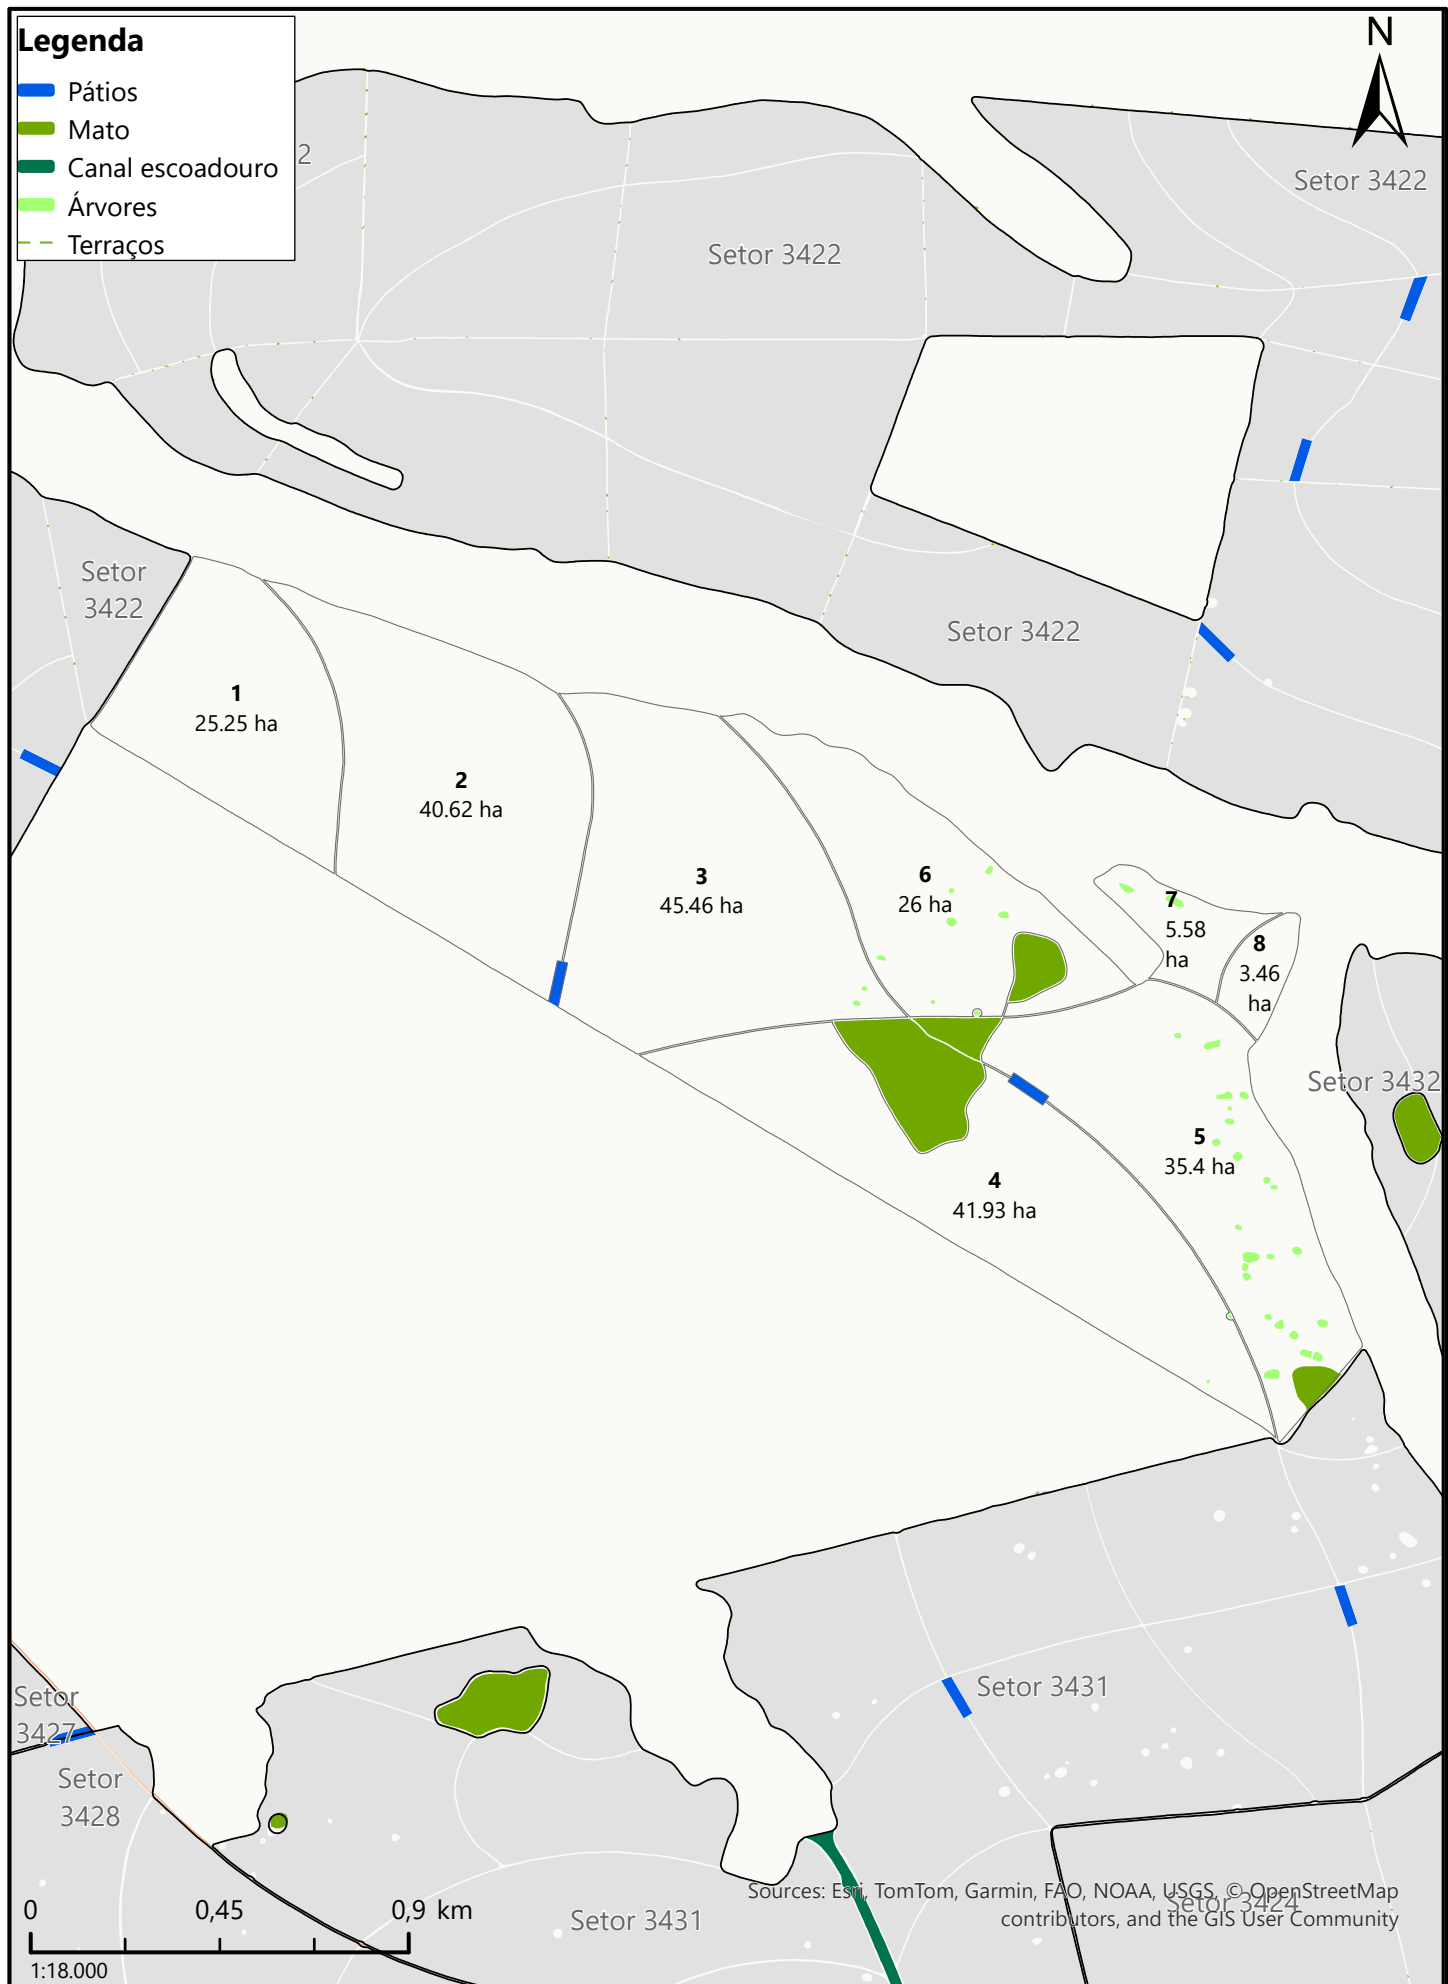 Legenda
Pátios
Mato
Canal escoadouro
Árvores
Terraços
N
2
Setor 3422
Setor 3422
Setor
3422
Setor 3422
1
25.25 ha
2
40.62 ha
3
45.46 ha
6
26 ha
7
5.58
ha
8
3.46
ha
Setor 3432
5
35.4 ha
4
41.93 ha
Setor 3431
Setor
3427
Setor
3428
Setor 3431
Setor 3424
Sources: Esri, TomTom, Garmin, FAO, NOAA, USGS, © OpenStreetMap
contributors, and the GIS User Community
0 0,45 0,9 km
1:18.000